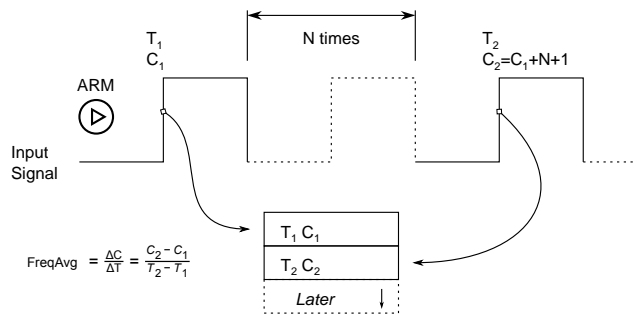 T₁
C₁
N times
T₂
C₂=C₁+N+1
ARM
Input
Signal
T₁ C₁
T₂ C₂
Later
FreqAvg = ΔC/ΔT = C₂ − C₁/T₂ − T₁